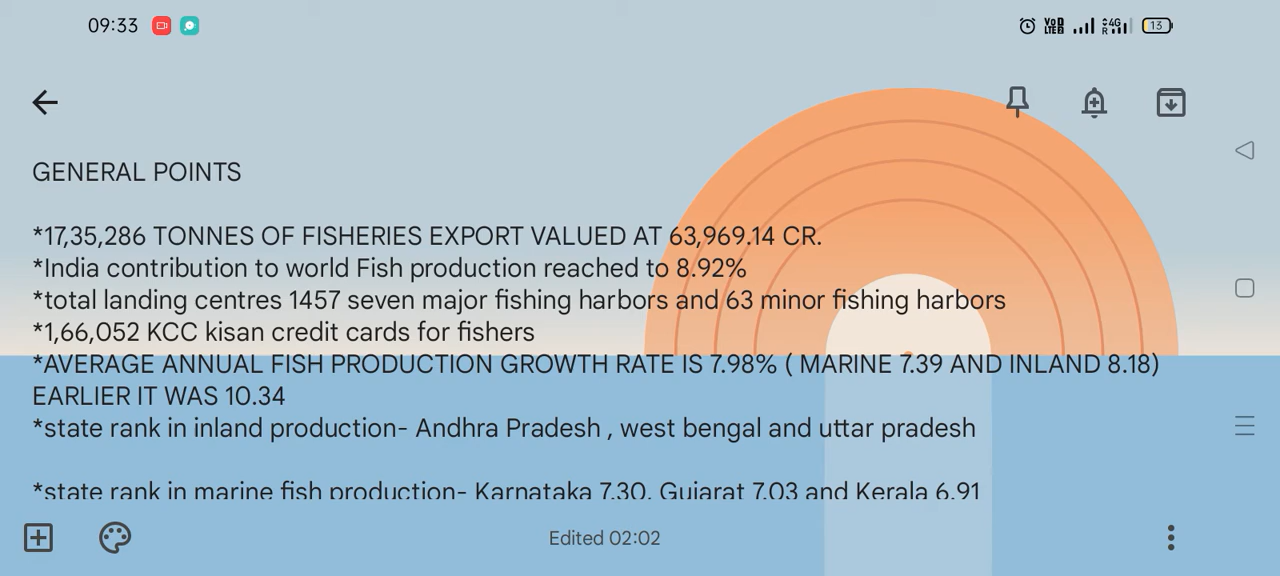 09:33
VoD LTE2 4G R 13
GENERAL POINTS
*17,35,286 TONNES OF FISHERIES EXPORT VALUED AT 63,969.14 CR.
*India contribution to world Fish production reached to 8.92%
*total landing centres 1457 seven major fishing harbors and 63 minor fishing harbors
*1,66,052 KCC kisan credit cards for fishers
*AVERAGE ANNUAL FISH PRODUCTION GROWTH RATE IS 7.98% ( MARINE 7.39 AND INLAND 8.18)
EARLIER IT WAS 10.34
*state rank in inland production- Andhra Pradesh , west bengal and uttar pradesh
*state rank in marine fish production- Karnataka 7.30, Gujarat 7.03 and Kerala 6.91
Edited 02:02